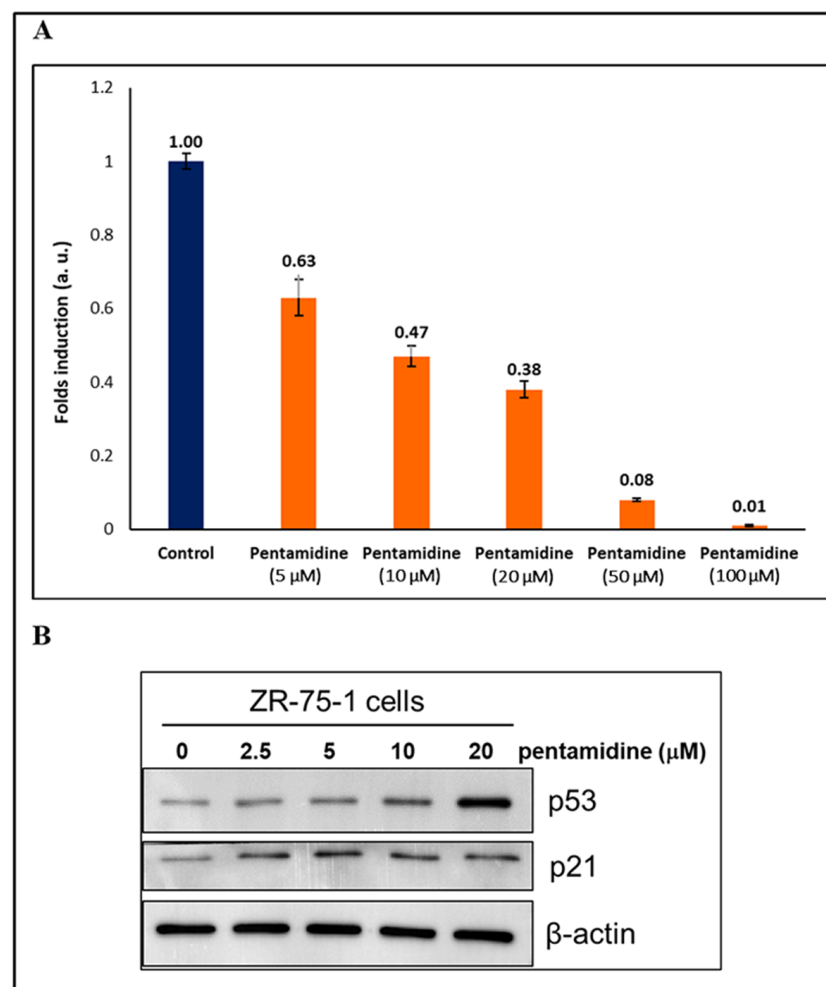 A
1.2
1
0.8
0.6
0.4
0.2
0
Folds induction (a. u.)
1.00
0.63
0.47
0.38
0.08
0.01
Control
Pentamidine
(5 µM)
Pentamidine
(10 µM)
Pentamidine
(20 µM)
Pentamidine
(50 µM)
Pentamidine
(100 µM)
B
ZR-75-1 cells
0 2.5 5 10 20 pentamidine (µM)
p53
p21
β-actin